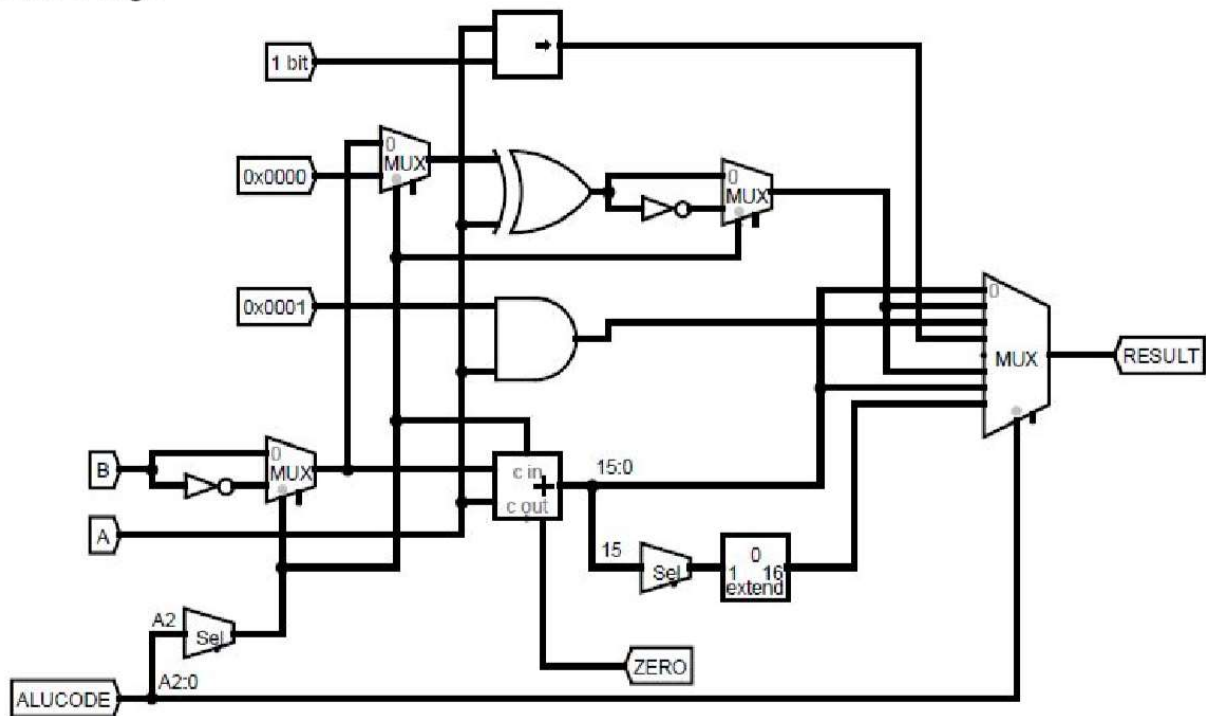 1 bit
0
MUX
0x0000
0
MUX
0x0001
0
MUX
RESULT
B
0
MUX
c in
+
c out
15:0
A
15
Sel
0
1 16
extend
A2
Sel
ZERO
A2:0
ALUCODE